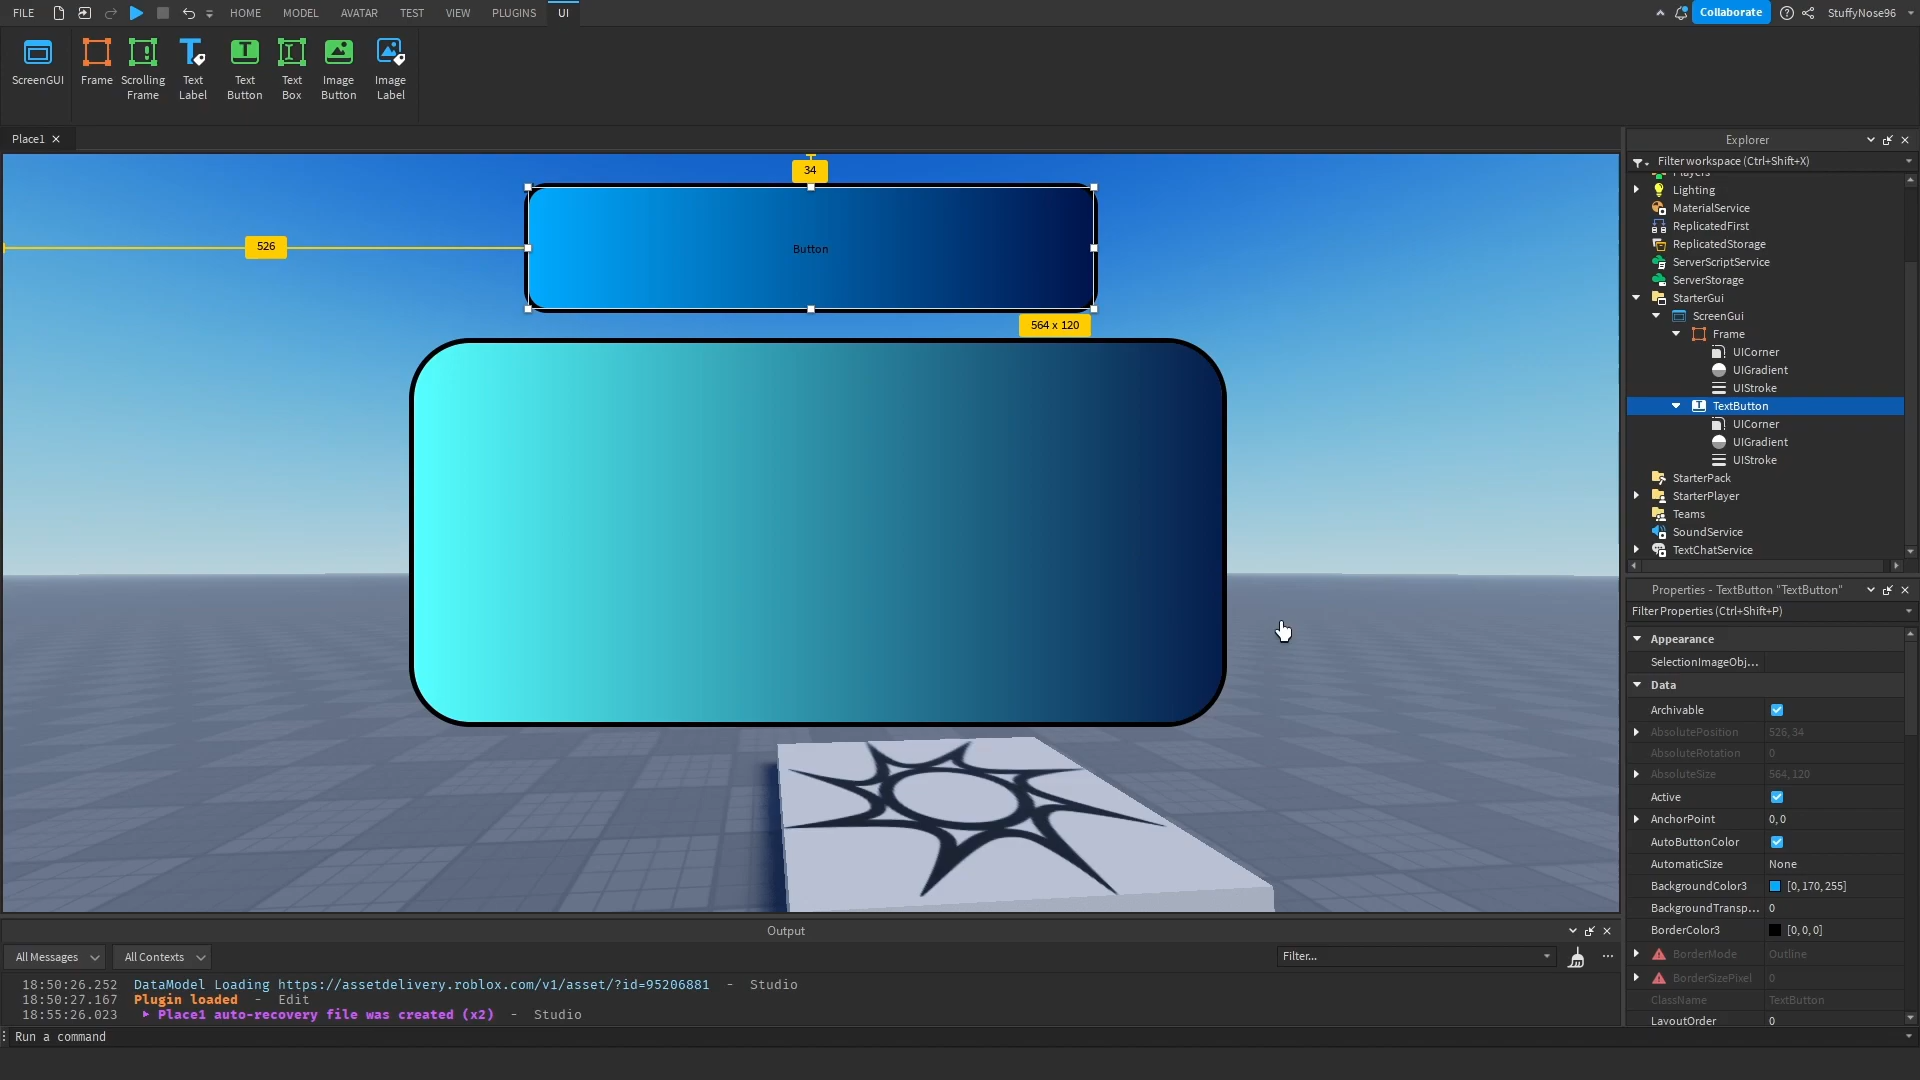 FILE HOME MODEL AVATAR TEST VIEW PLUGINS UI Collaborate StuffyNose96
ScreenGUI Frame Scrolling Frame Text Label Text Button Text Box Image Button Image Label
Place1
34
526
Button
564 x 120
Explorer
Filter workspace (Ctrl+Shift+X)
Players
Lighting
MaterialService
ReplicatedFirst
ReplicatedStorage
ServerScriptService
ServerStorage
StarterGui
ScreenGui
Frame
UICorner
UIGradient
UIStroke
TextButton
UICorner
UIGradient
UIStroke
StarterPack
StarterPlayer
Teams
SoundService
TextChatService
Properties - TextButton "TextButton"
Filter Properties (Ctrl+Shift+P)
Appearance
SelectionImageObj...
Data
Archivable
AbsolutePosition 526, 34
AbsoluteRotation 0
AbsoluteSize 564, 120
Active
AnchorPoint 0, 0
AutoButtonColor
AutomaticSize None
BackgroundColor3 [0, 170, 255]
BackgroundTransp... 0
BorderColor3 [0, 0, 0]
BorderMode Outline
BorderSizePixel 0
ClassName TextButton
LayoutOrder 0
Output
All Messages All Contexts Filter...
18:50:26.252 DataModel Loading https://assetdelivery.roblox.com/v1/asset/?id=95206881 - Studio
18:50:27.167 Plugin loaded - Edit
18:55:26.023 Place1 auto-recovery file was created (x2) - Studio
Run a command